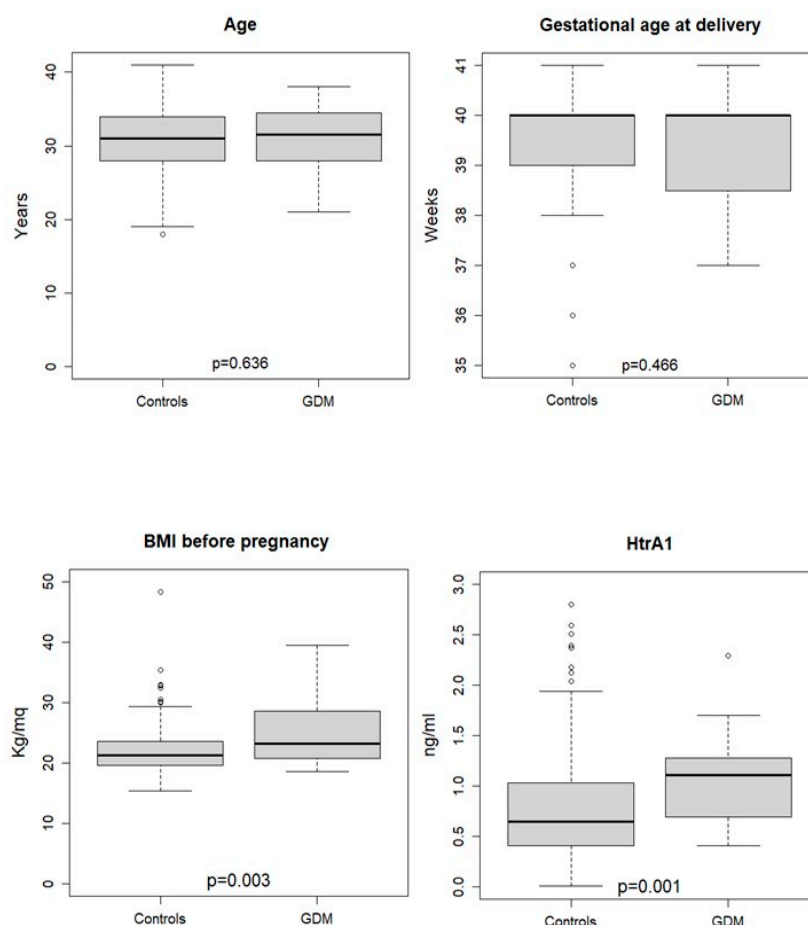 Age
Years
0
10
20
30
40
p=0.636
Controls
GDM
Gestational age at delivery
Weeks
35
36
37
38
39
40
41
p=0.466
Controls
GDM
BMI before pregnancy
Kg/mq
0
10
20
30
40
50
p=0.003
Controls
GDM
HtrA1
ng/ml
0.0
0.5
1.0
1.5
2.0
2.5
3.0
p=0.001
Controls
GDM